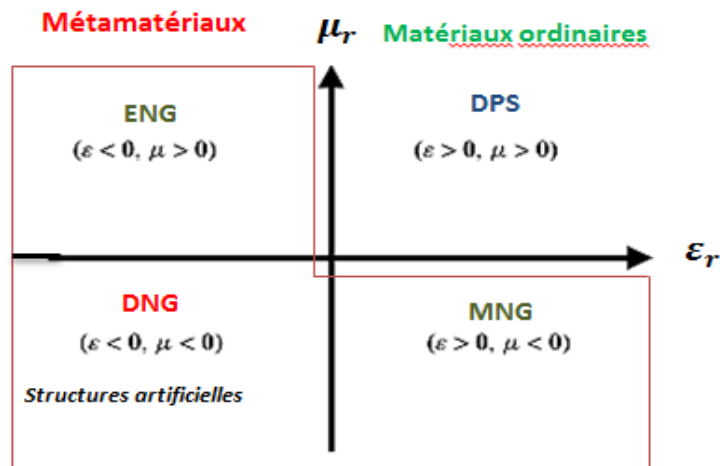 Métamatériaux
μr
Matériaux ordinaires
ENG
(ε < 0, μ > 0)
DPS
(ε > 0, μ > 0)
εr
DNG
(ε < 0, μ < 0)
MNG
(ε > 0, μ < 0)
Structures artificielles